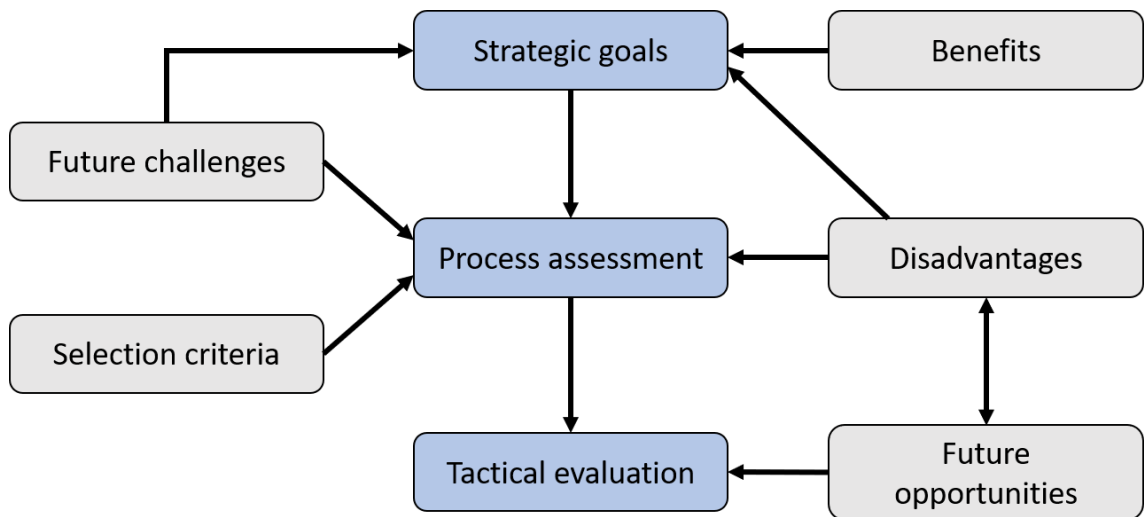 Strategic goals
Benefits
Future challenges
Process assessment
Disadvantages
Selection criteria
Tactical evaluation
Future
opportunities